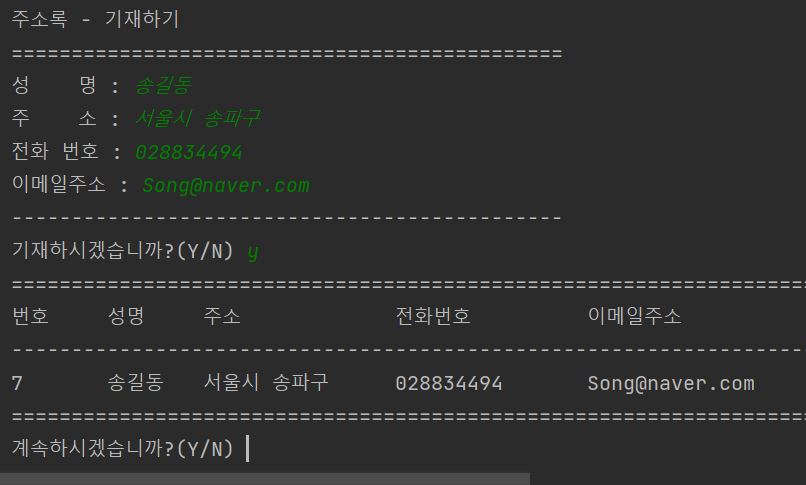 주소록 - 기재하기
==============================================
성    명 : 송길동
주    소 : 서울시 송파구
전화 번호 : 028834494
이메일주소 : Song@naver.com
----------------------------------------------
기재하시겠습니까?(Y/N) y
==================================================================
번호     성명     주소             전화번호          이메일주소
------------------------------------------------------------------
7       송길동    서울시 송파구      028834494       Song@naver.com
==================================================================
계속하시겠습니까?(Y/N)